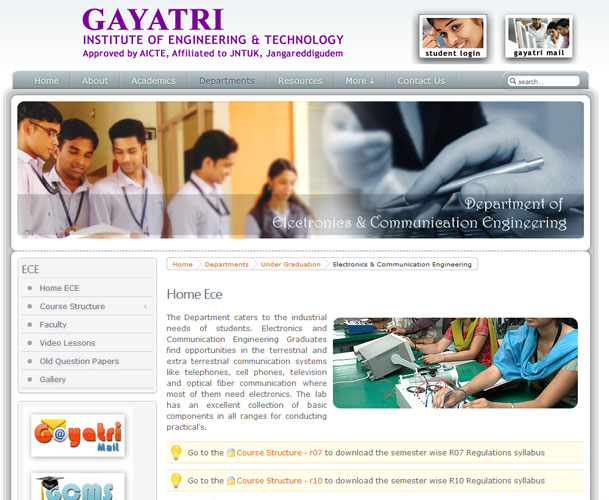 GAYATRI
INSTITUTE OF ENGINEERING & TECHNOLOGY
Approved by AICTE, Affiliated to JNTUK, Jangareddigudem
student login
gayatri mail
Home About Academics Departments Resources More ↓ Contact Us
search...
Department of
Electronics & Communication Engineering
ECE
Home ECE
Course Structure
Faculty
Video Lessons
Old Question Papers
Gallery
G@yatri
Mail
GCMS
Home Departments Under Graduation Electronics & Communication Engineering
Home Ece
The Department caters to the industrial
needs of students. Electronics and
Communication Engineering Graduates
find opportunities in the terrestrial and
extra terrestrial communication systems
like telephones, cell phones, television
and optical fiber communication where
most of them need electronics. The lab
has an excellent collection of basic
components in all ranges for conducting
practical's.
Go to the Course Structure - r07 to download the semester wise R07 Regulations syllabus
Go to the Course Structure - r10 to download the semester wise R10 Regulations syllabus